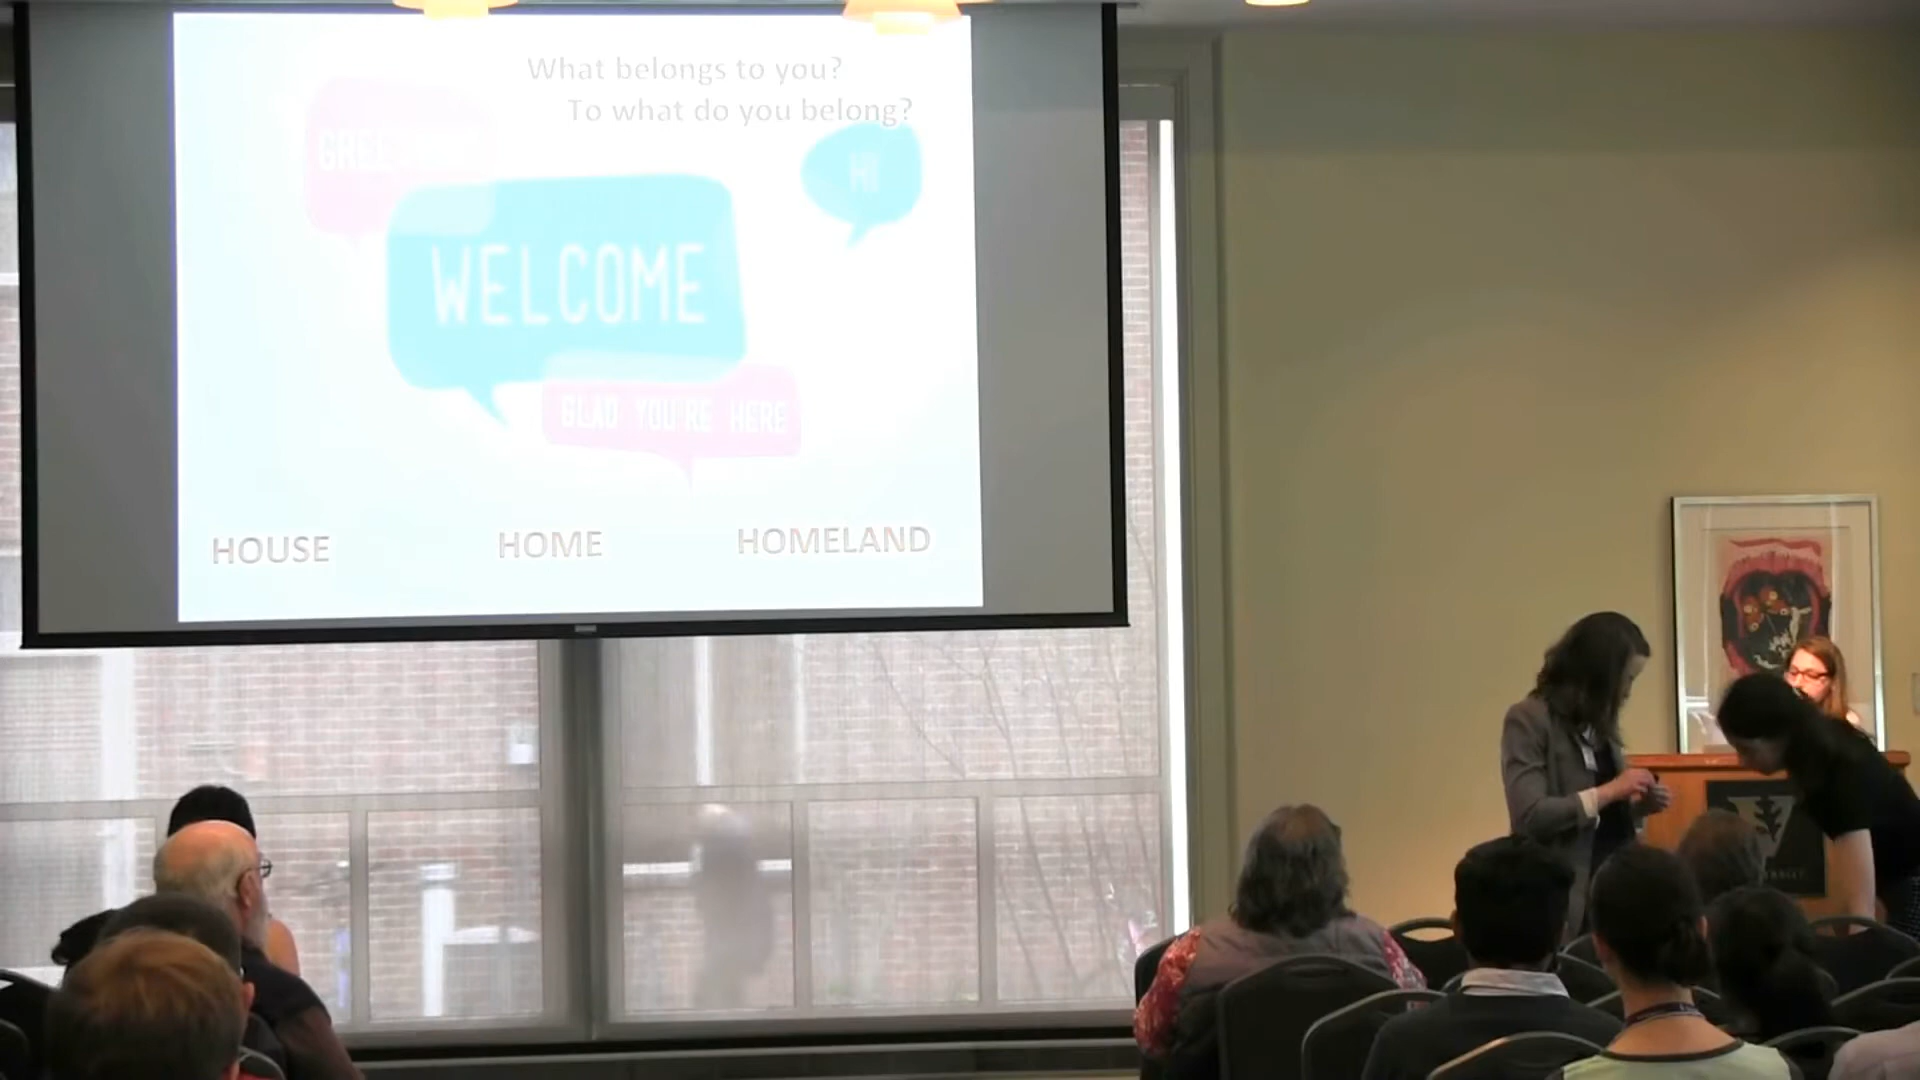 What belongs to you?
To what do you belong?
HI
WELCOME
GLAD YOU'RE HERE
HOUSE HOME HOMELAND